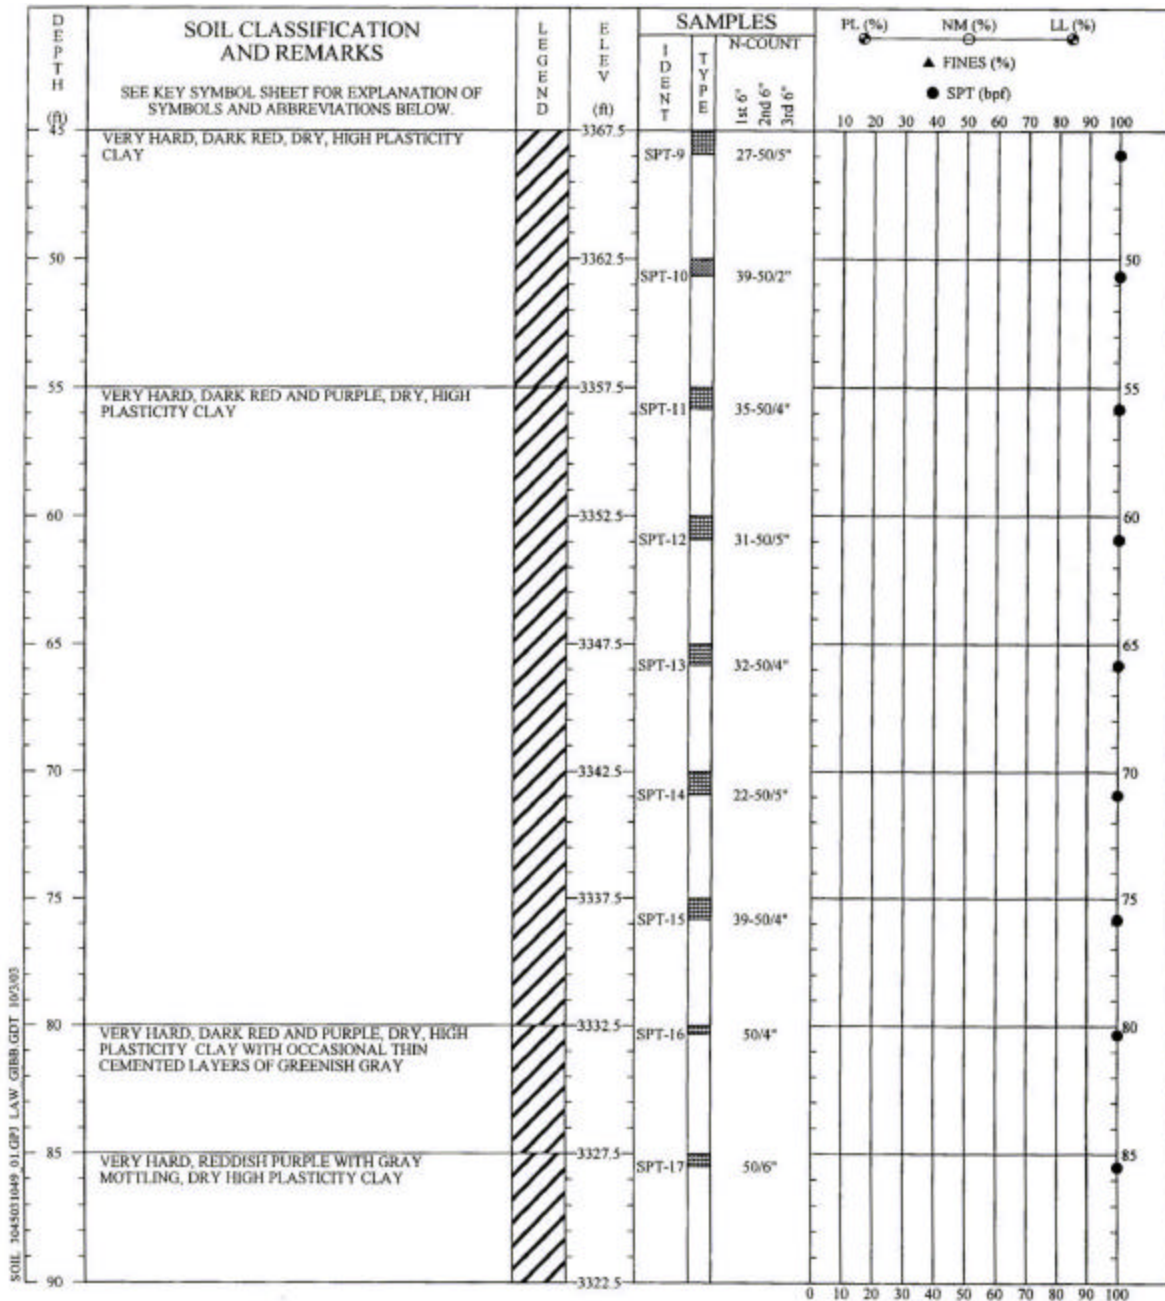 DEPTH (ft)
SOIL CLASSIFICATION
AND REMARKS
SEE KEY SYMBOL SHEET FOR EXPLANATION OF
SYMBOLS AND ABBREVIATIONS BELOW.
LEGEND
ELEV (ft)
SAMPLES
IDENT
TYPE
N-COUNT
1st 6"
2nd 6"
3rd 6"
PL (%) NM (%) LL (%)
▲ FINES (%)
● SPT (bpf)
10 20 30 40 50 60 70 80 90 100
45 VERY HARD, DARK RED, DRY, HIGH PLASTICITY 3367.5
CLAY SPT-9 27-50/5"
50 3362.5 50
SPT-10 39-50/2"
55 3357.5 55
VERY HARD, DARK RED AND PURPLE, DRY, HIGH
PLASTICITY CLAY SPT-11 35-50/4"
60 3352.5 60
SPT-12 31-50/5"
65 3347.5 65
SPT-13 32-50/4"
70 3342.5 70
SPT-14 22-50/5"
75 3337.5 75
SPT-15 39-50/4"
80 3332.5 80
VERY HARD, DARK RED AND PURPLE, DRY, HIGH SPT-16 50/4"
PLASTICITY CLAY WITH OCCASIONAL THIN
CEMENTED LAYERS OF GREENISH GRAY
85 3327.5 85
VERY HARD, REDDISH PURPLE WITH GRAY SPT-17 50/6"
MOTTLING, DRY HIGH PLASTICITY CLAY
90 3322.5
0 10 20 30 40 50 60 70 80 90 100
SOIL 3045031049_01.GPJ LAW_GIBB.GDT 10/3/03